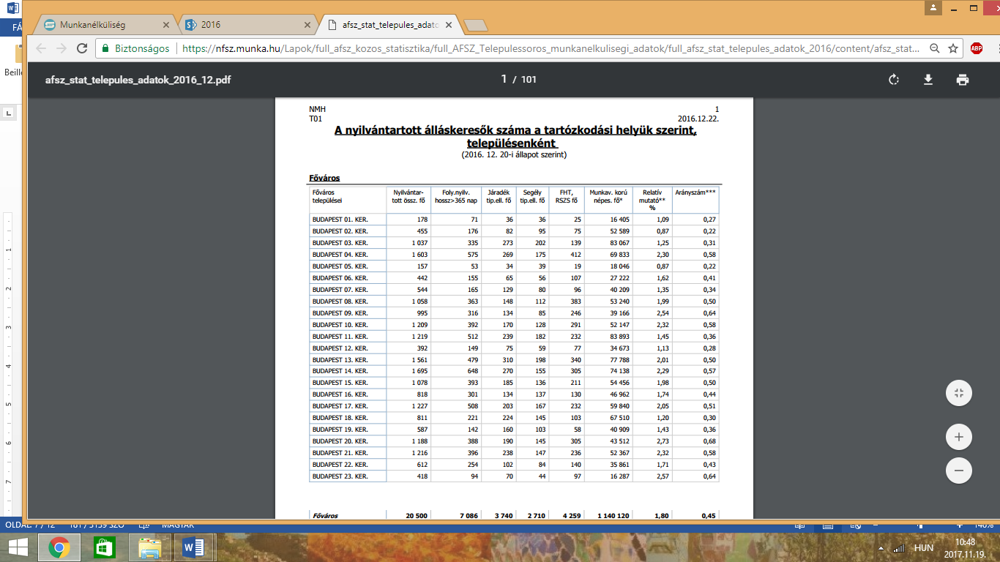 FÁ
Beille
Munkanélküliség
2016
afsz_stat_telepules_adato
Biztonságos
https://nfsz.munka.hu/Lapok/full_afsz_kozos_statisztika/full_AFSZ_Telepulessoros_munkanelkulisegi_adatok/full_afsz_stat_telepules_adatok_2016/content/afsz_stat...
ABP
afsz_stat_telepules_adatok_2016_12.pdf
1 / 101
NMH 1
T01 2016.12.22.
A nyilvántartott álláskeresők száma a tartózkodási helyük szerint,
településenként
(2016. 12. 20-i állapot szerint)
Főváros
Főváros települései Nyilvántar-tott össz. fő Foly.nyilv. hossz>365 nap Járadék tip.ell. fő Segély tip.ell. fő FHT, RSZS fő Munkav. korú népes. fő* Relatív mutató** % Arányszám***
BUDAPEST 01. KER. 178 71 36 36 25 16 405 1,09 0,27
BUDAPEST 02. KER. 455 176 82 95 75 52 589 0,87 0,22
BUDAPEST 03. KER. 1 037 335 273 202 139 83 067 1,25 0,31
BUDAPEST 04. KER. 1 603 575 269 175 412 69 833 2,30 0,58
BUDAPEST 05. KER. 157 53 34 39 19 18 046 0,87 0,22
BUDAPEST 06. KER. 442 155 65 56 107 27 222 1,62 0,41
BUDAPEST 07. KER. 544 165 129 80 96 40 209 1,35 0,34
BUDAPEST 08. KER. 1 058 363 148 112 383 53 240 1,99 0,50
BUDAPEST 09. KER. 995 316 134 85 246 39 166 2,54 0,64
BUDAPEST 10. KER. 1 209 392 170 128 291 52 147 2,32 0,58
BUDAPEST 11. KER. 1 219 512 239 182 232 83 893 1,45 0,36
BUDAPEST 12. KER. 392 149 75 59 77 34 673 1,13 0,28
BUDAPEST 13. KER. 1 561 479 310 198 340 77 788 2,01 0,50
BUDAPEST 14. KER. 1 695 648 270 155 305 74 138 2,29 0,57
BUDAPEST 15. KER. 1 078 393 185 136 211 54 456 1,98 0,50
BUDAPEST 16. KER. 818 301 134 137 130 46 962 1,74 0,44
BUDAPEST 17. KER. 1 227 508 203 167 232 59 840 2,05 0,51
BUDAPEST 18. KER. 811 221 224 145 103 67 510 1,20 0,30
BUDAPEST 19. KER. 587 142 160 103 58 40 909 1,43 0,36
BUDAPEST 20. KER. 1 188 388 190 145 305 43 512 2,73 0,68
BUDAPEST 21. KER. 1 216 396 238 147 236 52 367 2,32 0,58
BUDAPEST 22. KER. 612 254 102 84 140 35 861 1,71 0,43
BUDAPEST 23. KER. 418 94 70 44 97 16 287 2,57 0,64
Főváros 20 500 7 086 3 740 2 710 4 259 1 140 120 1,80 0,45
OLDAL: 7 / 12 181 / 3139 SZÓ MAGYAR 140%
HUN
10:48
2017.11.19.